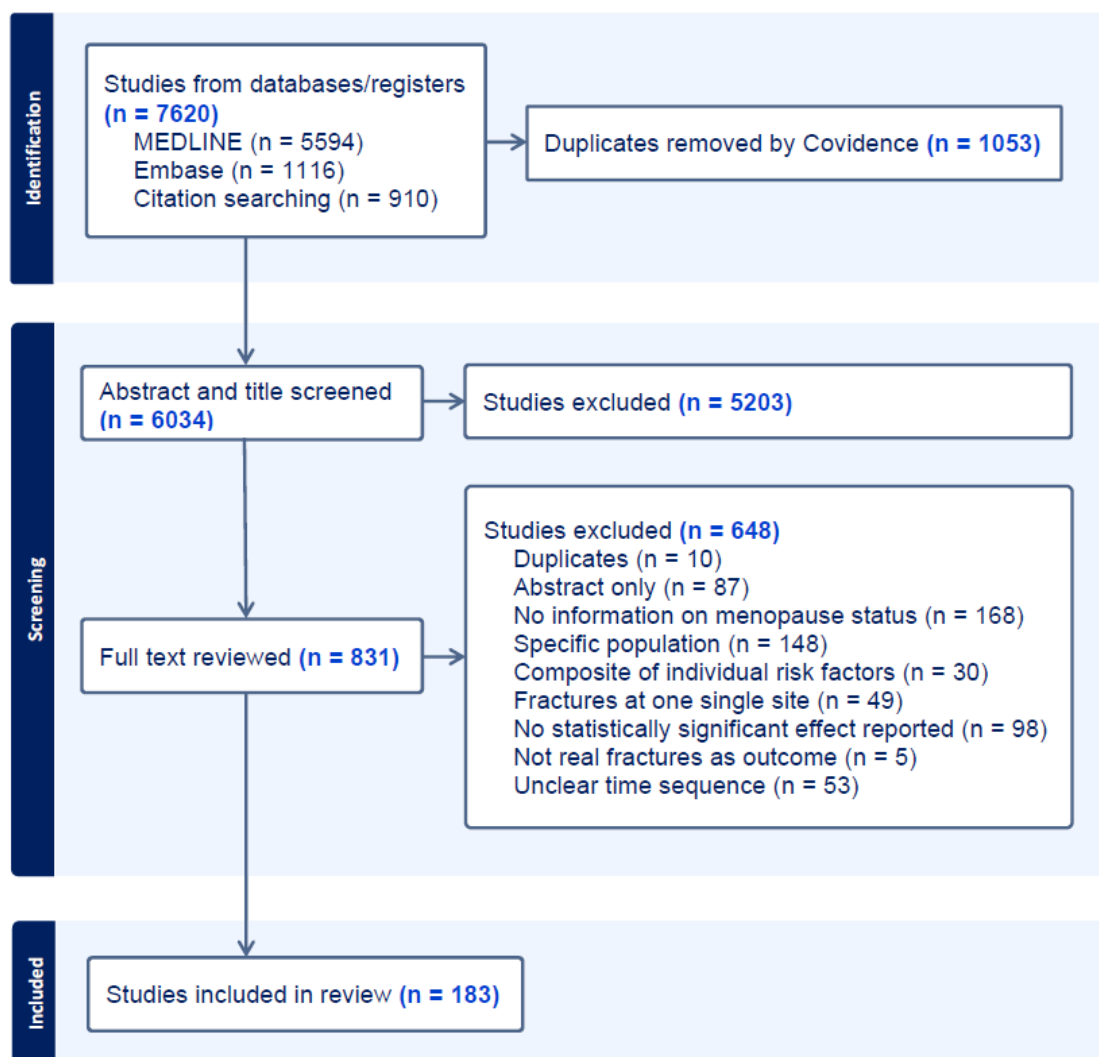 Identification
Studies from databases/registers
(n = 7620)
MEDLINE (n = 5594)
Embase (n = 1116)
Citation searching (n = 910)
Duplicates removed by Covidence (n = 1053)
Screening
Abstract and title screened
(n = 6034)
Studies excluded (n = 5203)
Full text reviewed (n = 831)
Studies excluded (n = 648)
Duplicates (n = 10)
Abstract only (n = 87)
No information on menopause status (n = 168)
Specific population (n = 148)
Composite of individual risk factors (n = 30)
Fractures at one single site (n = 49)
No statistically significant effect reported (n = 98)
Not real fractures as outcome (n = 5)
Unclear time sequence (n = 53)
Included
Studies included in review (n = 183)